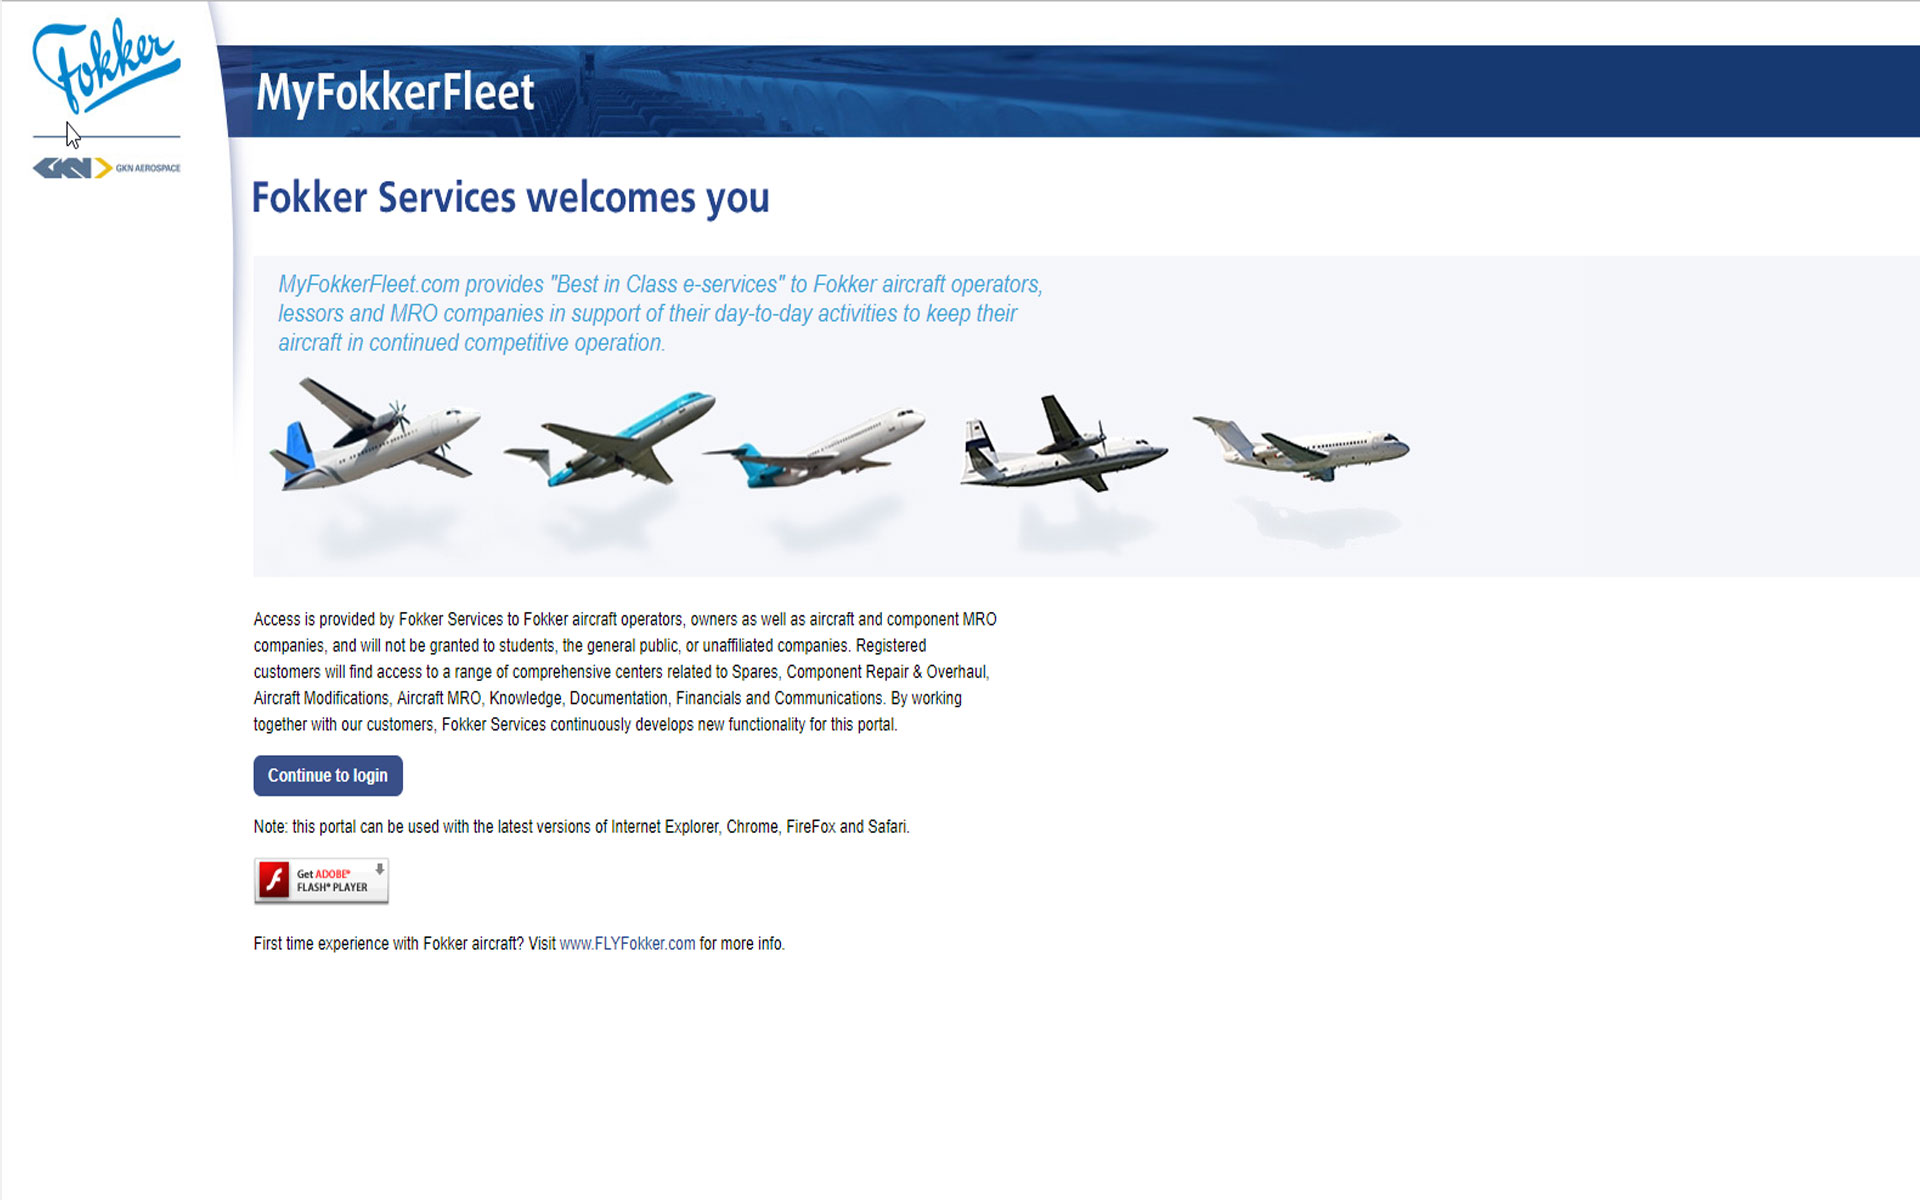 Fokker
GKN AEROSPACE
MyFokkerFleet
Fokker Services welcomes you
MyFokkerFleet.com provides "Best in Class e-services" to Fokker aircraft operators,
lessors and MRO companies in support of their day-to-day activities to keep their
aircraft in continued competitive operation.
Access is provided by Fokker Services to Fokker aircraft operators, owners as well as aircraft and component MRO
companies, and will not be granted to students, the general public, or unaffiliated companies. Registered
customers will find access to a range of comprehensive centers related to Spares, Component Repair & Overhaul,
Aircraft Modifications, Aircraft MRO, Knowledge, Documentation, Financials and Communications. By working
together with our customers, Fokker Services continuously develops new functionality for this portal.
Continue to login
Note: this portal can be used with the latest versions of Internet Explorer, Chrome, FireFox and Safari.
Get ADOBE®
FLASH® PLAYER
First time experience with Fokker aircraft? Visit www.FLYFokker.com for more info.